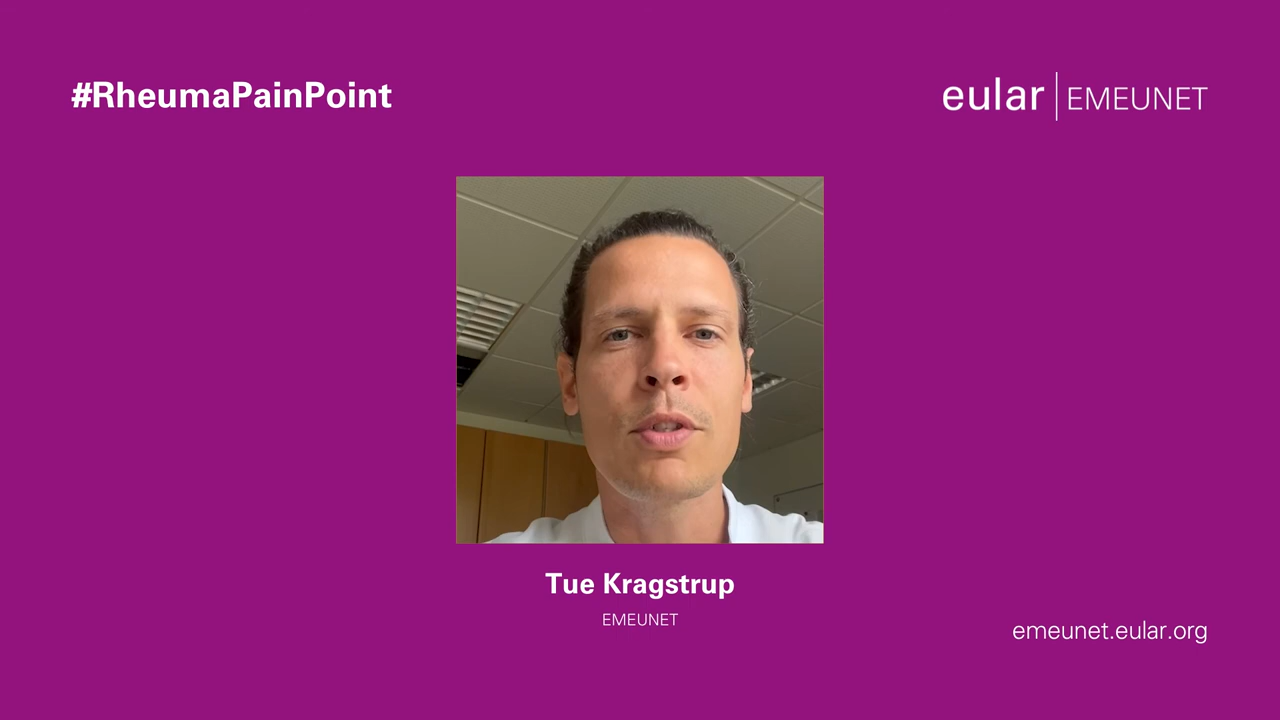 #RheumaPainPoint
eular | EMEUNET
Tue Kragstrup
EMEUNET
emeunet.eular.org